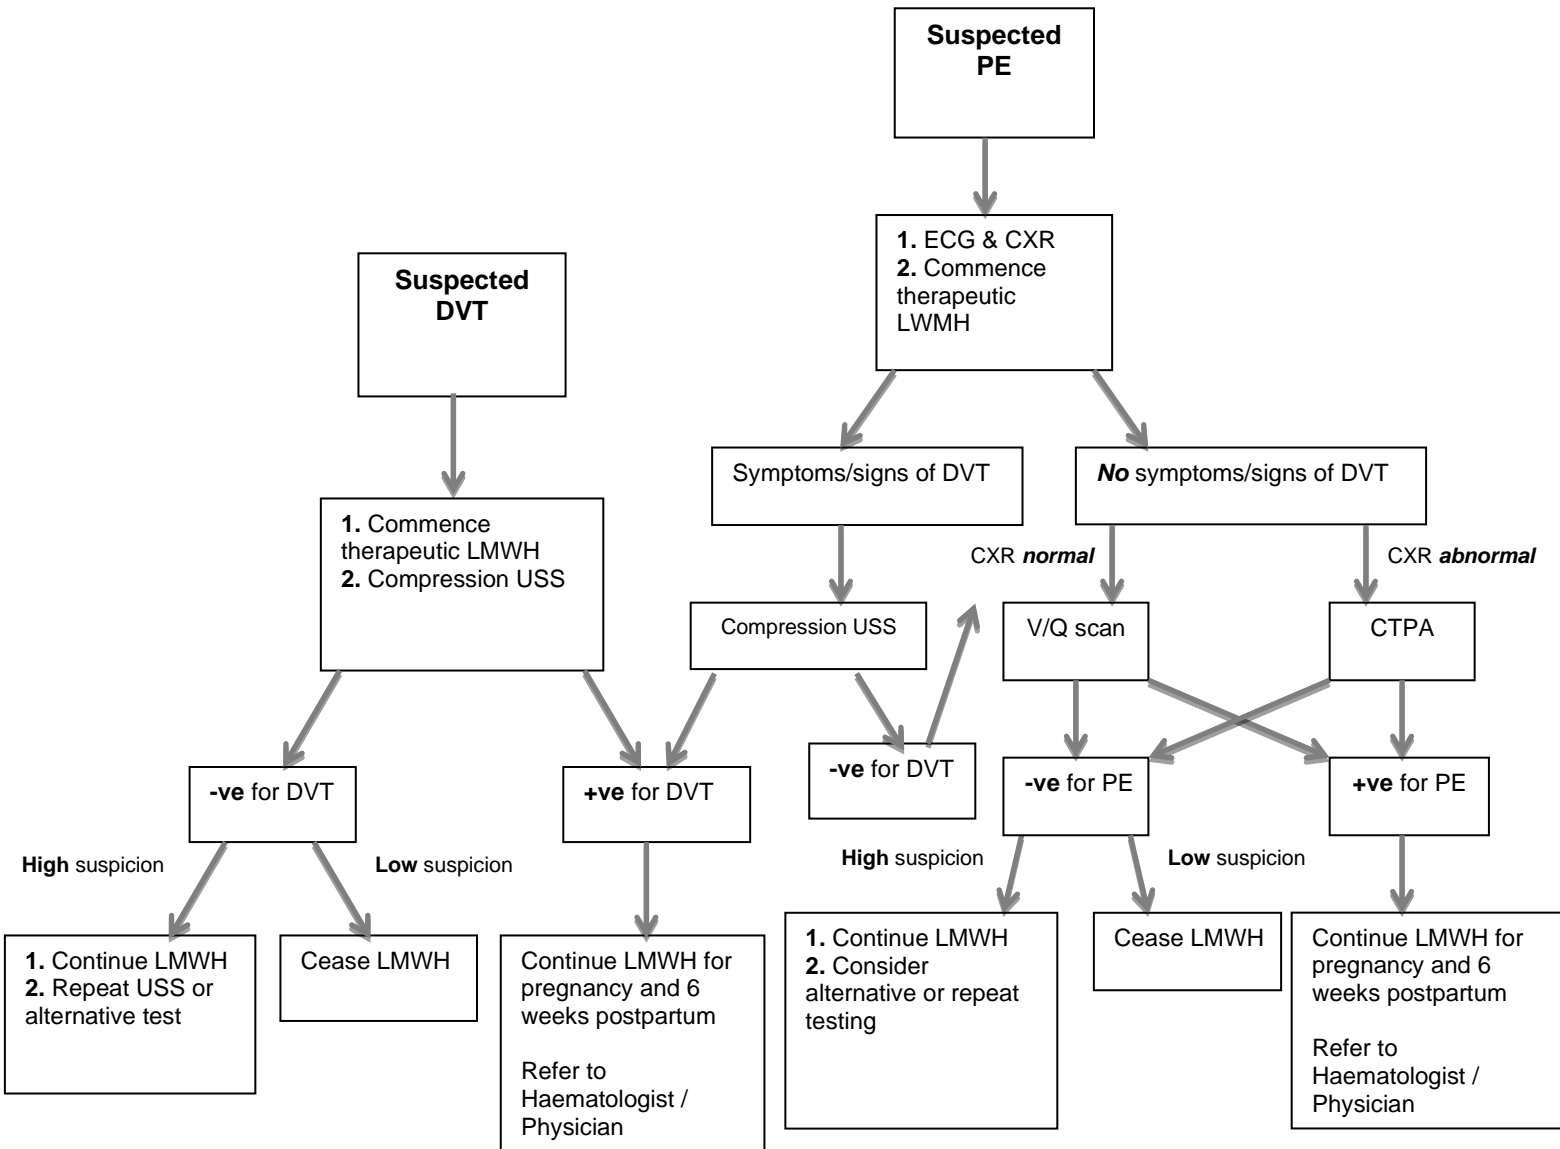 Suspected
PE
1. ECG & CXR
2. Commence
therapeutic
LWMH
Suspected
DVT
Symptoms/signs of DVT
No symptoms/signs of DVT
1. Commence
therapeutic LMWH
2. Compression USS
CXR normal
CXR abnormal
Compression USS
V/Q scan
CTPA
-ve for DVT
+ve for DVT
-ve for DVT
-ve for PE
+ve for PE
High suspicion
Low suspicion
High suspicion
Low suspicion
1. Continue LMWH
2. Repeat USS or
alternative test
Cease LMWH
Continue LMWH for
pregnancy and 6
weeks postpartum
Refer to
Haematologist /
Physician
1. Continue LMWH
2. Consider
alternative or repeat
testing
Cease LMWH
Continue LMWH for
pregnancy and 6
weeks postpartum
Refer to
Haematologist /
Physician